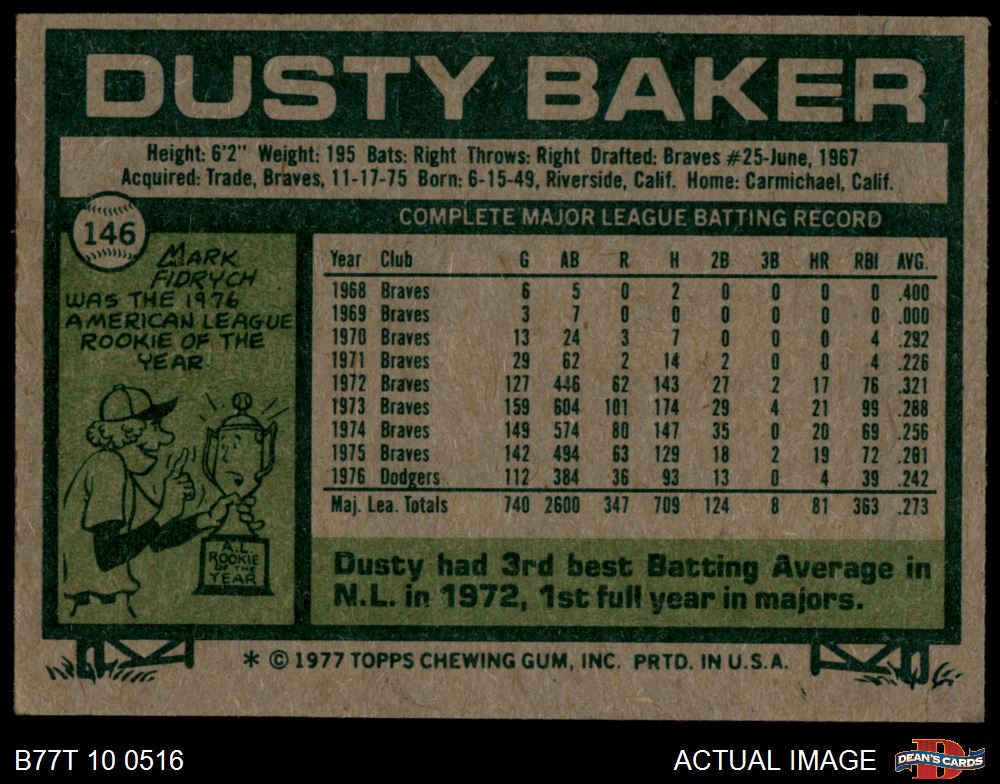 DUSTY BAKER
Height: 6'2" Weight: 195 Bats: Right Throws: Right Drafted: Braves #25-June, 1967
Acquired: Trade, Braves, 11-17-75 Born: 6-15-49, Riverside, Calif. Home: Carmichael, Calif.
146
COMPLETE MAJOR LEAGUE BATTING RECORD
MARK
FIDRYCH
WAS THE 1976
AMERICAN LEAGUE
ROOKIE OF THE
YEAR.
A.L.
ROOKIE
OF THE
YEAR
Year Club G AB R H 2B 3B HR RBI AVG.
1968 Braves 6 5 0 2 0 0 0 0 .400
1969 Braves 3 7 0 0 0 0 0 0 .000
1970 Braves 13 24 3 7 0 0 0 4 .292
1971 Braves 29 62 2 14 2 0 0 4 .226
1972 Braves 127 446 62 143 27 2 17 76 .321
1973 Braves 159 604 101 174 29 4 21 99 .288
1974 Braves 149 574 80 147 35 0 20 69 .256
1975 Braves 142 494 63 129 18 2 19 72 .261
1976 Dodgers 112 384 36 93 13 0 4 39 .242
Maj. Lea. Totals 740 2600 347 709 124 8 81 363 .273
Dusty had 3rd best Batting Average in
N.L. in 1972, 1st full year in majors.
* © 1977 TOPPS CHEWING GUM, INC. PRTD. IN U.S.A.
B77T 10 0516
ACTUAL IMAGE
DEAN'S CARDS